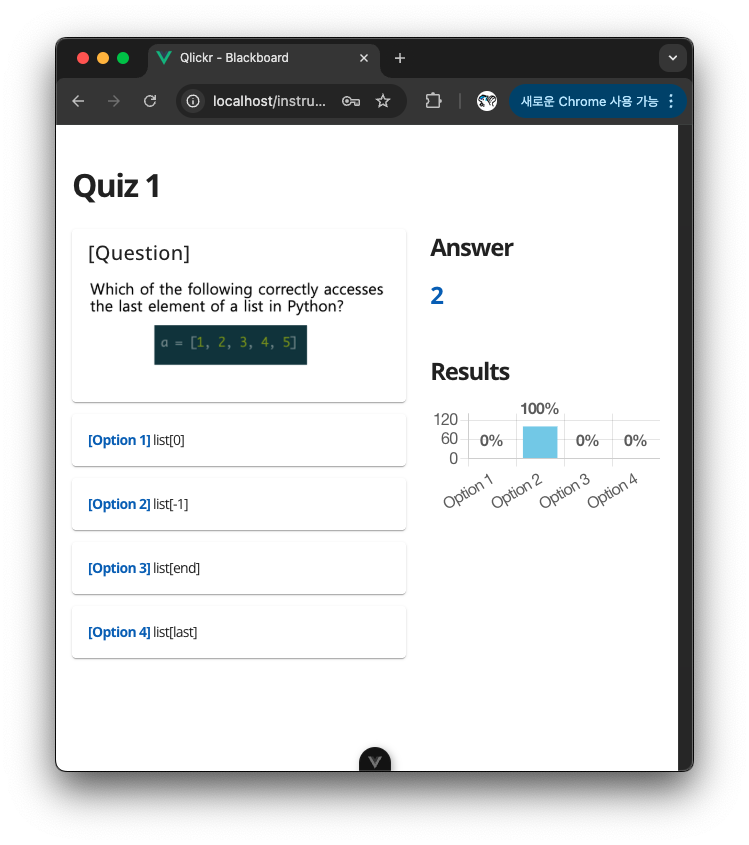 Qlickr - Blackboard
localhost/instru...
새로운 Chrome 사용 가능
Quiz 1
[Question]
Which of the following correctly accesses
the last element of a list in Python?
a = [1, 2, 3, 4, 5]
[Option 1] list[0]
[Option 2] list[-1]
[Option 3] list[end]
[Option 4] list[last]
Answer
2
Results
100%
120
60
0
0%
0%
0%
Option 1
Option 2
Option 3
Option 4